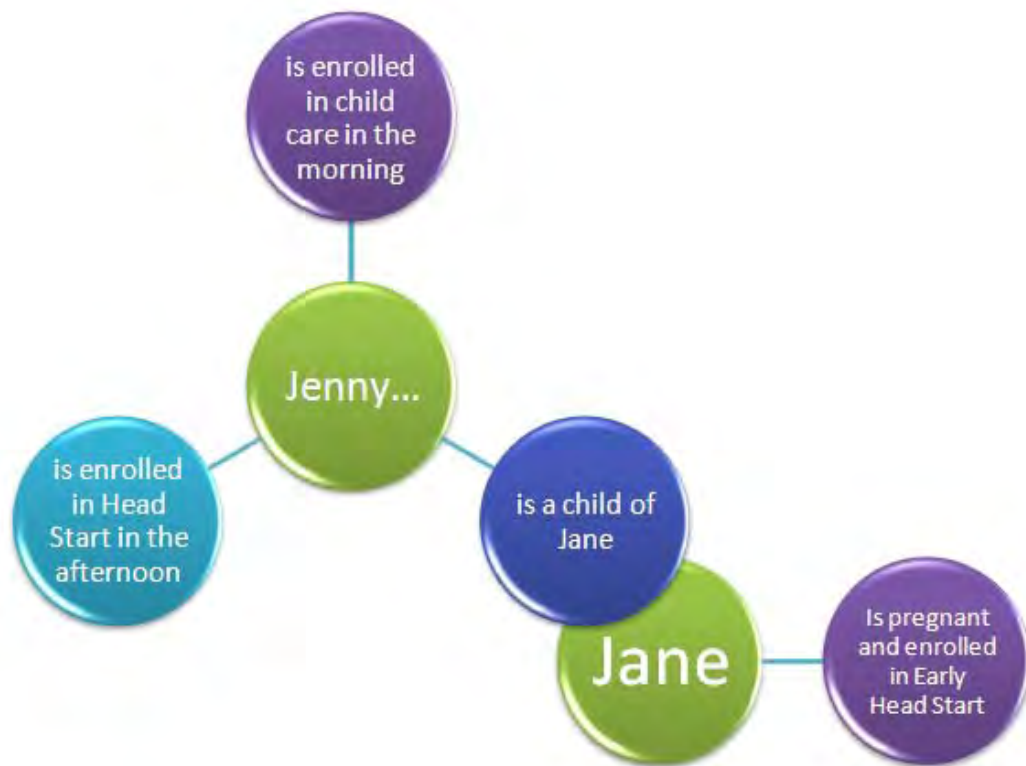 is enrolled
in child
care in the
morning
Jenny...
is enrolled
in Head
Start in the
afternoon
is a child of
Jane
Jane
Is pregnant
and enrolled
in Early
Head Start